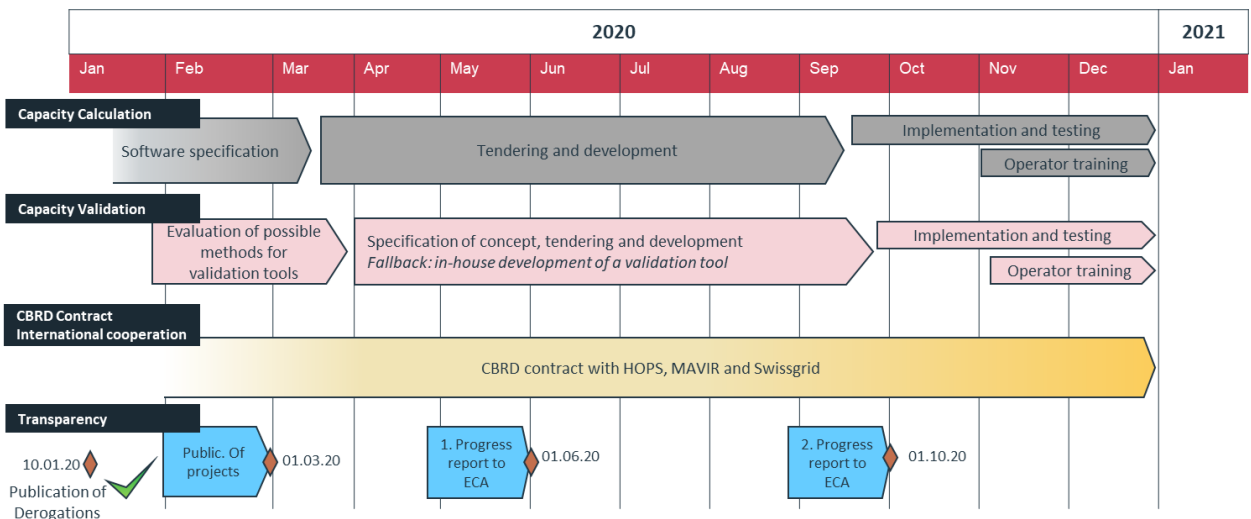 2020
2021
Jan
Feb
Mar
Apr
May
Jun
Jul
Aug
Sep
Oct
Nov
Dec
Jan
Capacity Calculation
Software specification
Tendering and development
Implementation and testing
Operator training
Capacity Validation
Evaluation of possible
methods for
validation tools
Specification of concept, tendering and development
Fallback: in-house development of a validation tool
Implementation and testing
Operator training
CBRD Contract
International cooperation
CBRD contract with HOPS, MAVIR and Swissgrid
Transparency
10.01.20
Publication of
Derogations
Public. Of
projects
01.03.20
1. Progress
report to
ECA
01.06.20
2. Progress
report to
ECA
01.10.20